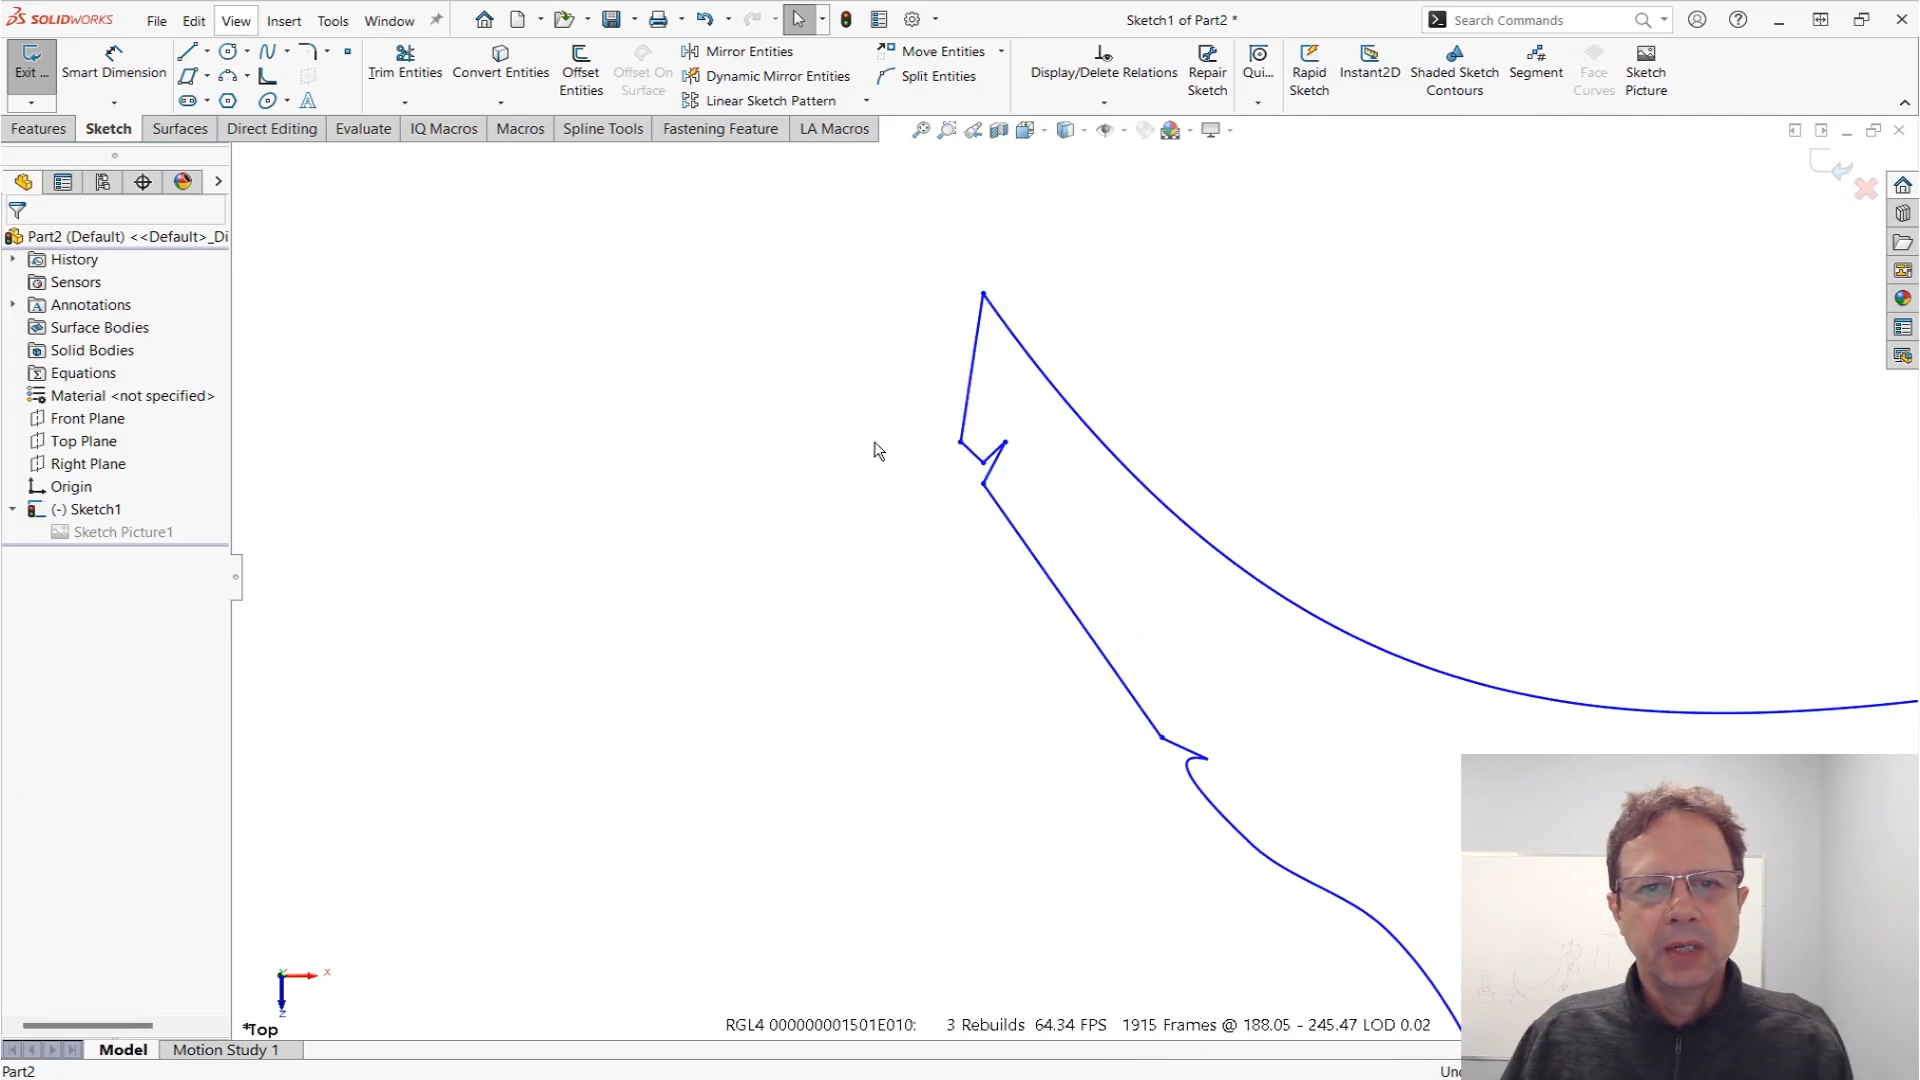 SOLIDWORKS File Edit View Insert Tools Window Sketch1 of Part2 * Search Commands
Exit ... Smart Dimension Trim Entities Convert Entities Offset Entities Offset On Surface Mirror Entities Dynamic Mirror Entities Linear Sketch Pattern Move Entities Split Entities Display/Delete Relations Repair Sketch Qui... Rapid Sketch Instant2D Shaded Sketch Contours Segment Face Curves Sketch Picture
Features Sketch Surfaces Direct Editing Evaluate IQ Macros Macros Spline Tools Fastening Feature LA Macros
Part2 (Default) <<Default>_Di
History
Sensors
Annotations
Surface Bodies
Solid Bodies
Equations
Material <not specified>
Front Plane
Top Plane
Right Plane
Origin
(-) Sketch1
Sketch Picture1
x
z
*Top
RGL4 000000001501E010: 3 Rebuilds 64.34 FPS 1915 Frames @ 188.05 - 245.47 LOD 0.02
Model Motion Study 1
Part2 Un